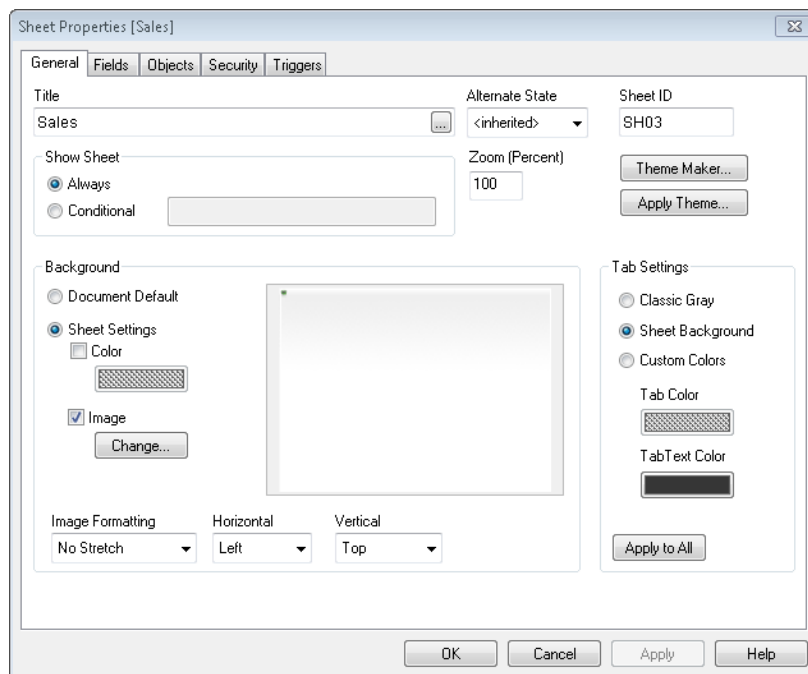 Sheet Properties [Sales]
General Fields Objects Security Triggers
Title Alternate State Sheet ID
Sales ... <inherited> SH03
Show Sheet Zoom (Percent)
Always 100 Theme Maker...
Conditional Apply Theme...
Background Tab Settings
Document Default Classic Gray
Sheet Settings Sheet Background
Color Custom Colors
Tab Color
Image
Change... TabText Color
Image Formatting Horizontal Vertical
No Stretch Left Top Apply to All
OK Cancel Apply Help